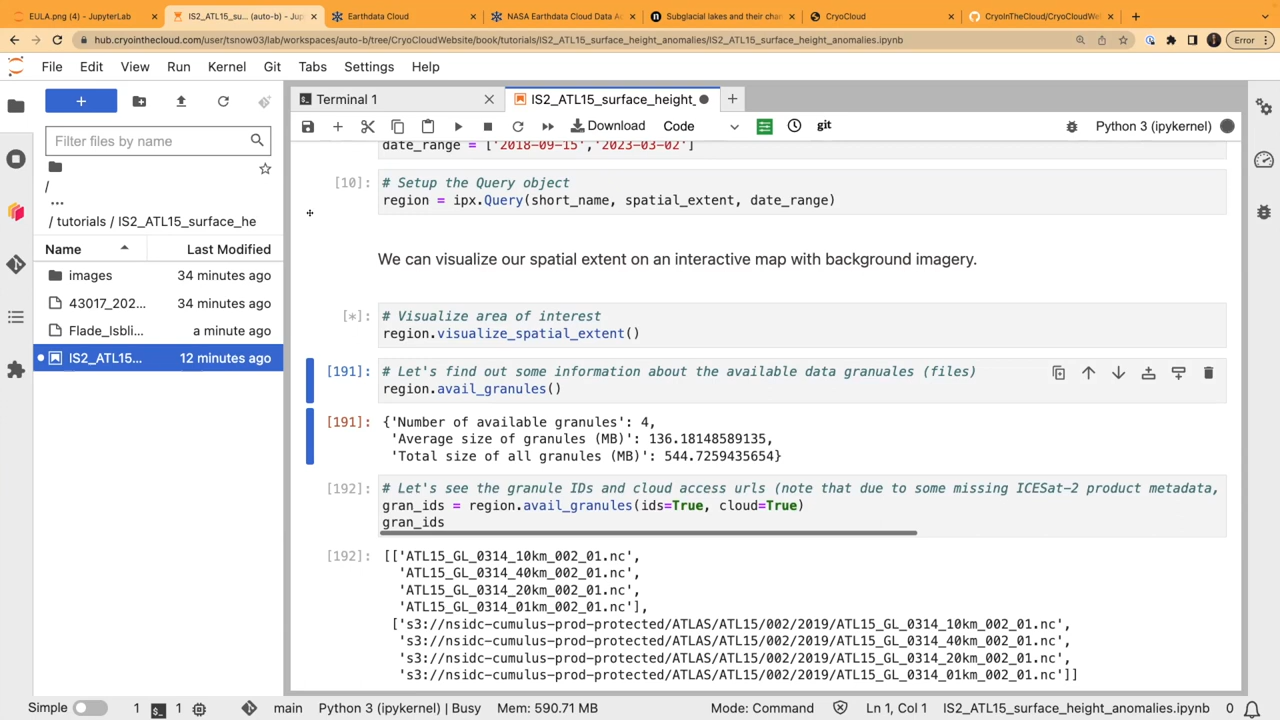 EULA.png (4) - JupyterLab
IS2_ATL15_su... (auto-b) - Jup
Earthdata Cloud
NASA Earthdata Cloud Data A
Subglacial lakes and their chan
CryoCloud
CryoInTheCloud/CryoCloudWe
hub.cryointhecloud.com/user/tsnow03/lab/workspaces/auto-b/tree/CryoCloudWebsite/book/tutorials/IS2_ATL15_surface_height_anomalies/IS2_ATL15_surface_height_anomalies.ipynb
Error
File Edit View Run Kernel Git Tabs Settings Help
Terminal 1
IS2_ATL15_surface_height_
Download
Code
git
Python 3 (ipykernel)
Filter files by name
/
...
/ tutorials / IS2_ATL15_surface_he
Name
Last Modified
images 34 minutes ago
43017_202... 34 minutes ago
Flade_Isbli... a minute ago
IS2_ATL15... 12 minutes ago
date_range = ['2018-09-15','2023-03-02']
[10]: # Setup the Query object
region = ipx.Query(short_name, spatial_extent, date_range)
We can visualize our spatial extent on an interactive map with background imagery.
[*]: # Visualize area of interest
region.visualize_spatial_extent()
[191]: # Let's find out some information about the available data granuales (files)
region.avail_granules()
[191]: {'Number of available granules': 4,
'Average size of granules (MB)': 136.18148589135,
'Total size of all granules (MB)': 544.7259435654}
[192]: # Let's see the granule IDs and cloud access urls (note that due to some missing ICESat-2 product metadata,
gran_ids = region.avail_granules(ids=True, cloud=True)
gran_ids
[192]: [['ATL15_GL_0314_10km_002_01.nc',
'ATL15_GL_0314_40km_002_01.nc',
'ATL15_GL_0314_20km_002_01.nc',
'ATL15_GL_0314_01km_002_01.nc'],
['s3://nsidc-cumulus-prod-protected/ATLAS/ATL15/002/2019/ATL15_GL_0314_10km_002_01.nc',
's3://nsidc-cumulus-prod-protected/ATLAS/ATL15/002/2019/ATL15_GL_0314_40km_002_01.nc',
's3://nsidc-cumulus-prod-protected/ATLAS/ATL15/002/2019/ATL15_GL_0314_20km_002_01.nc',
's3://nsidc-cumulus-prod-protected/ATLAS/ATL15/002/2019/ATL15_GL_0314_01km_002_01.nc']]
Simple 1 1 main Python 3 (ipykernel) | Busy Mem: 590.71 MB Mode: Command Ln 1, Col 1 IS2_ATL15_surface_height_anomalies.ipynb 0